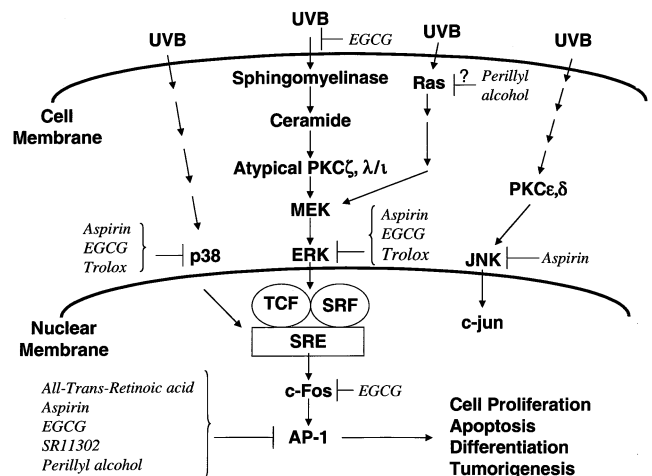 UVB
UVB
UVB
UVB
EGCG
Sphingomyelinase
Ras
?
Perillyl
alcohol
Cell
Membrane
Ceramide
Atypical PKCζ, λ/ι
PKCε,δ
MEK
Aspirin
EGCG
Trolox
p38
ERK
Aspirin
EGCG
Trolox
JNK
Aspirin
TCF
SRF
c-jun
Nuclear
Membrane
SRE
c-Fos
EGCG
All-Trans-Retinoic acid
Aspirin
EGCG
SR11302
Perillyl alcohol
AP-1
Cell Proliferation
Apoptosis
Differentiation
Tumorigenesis